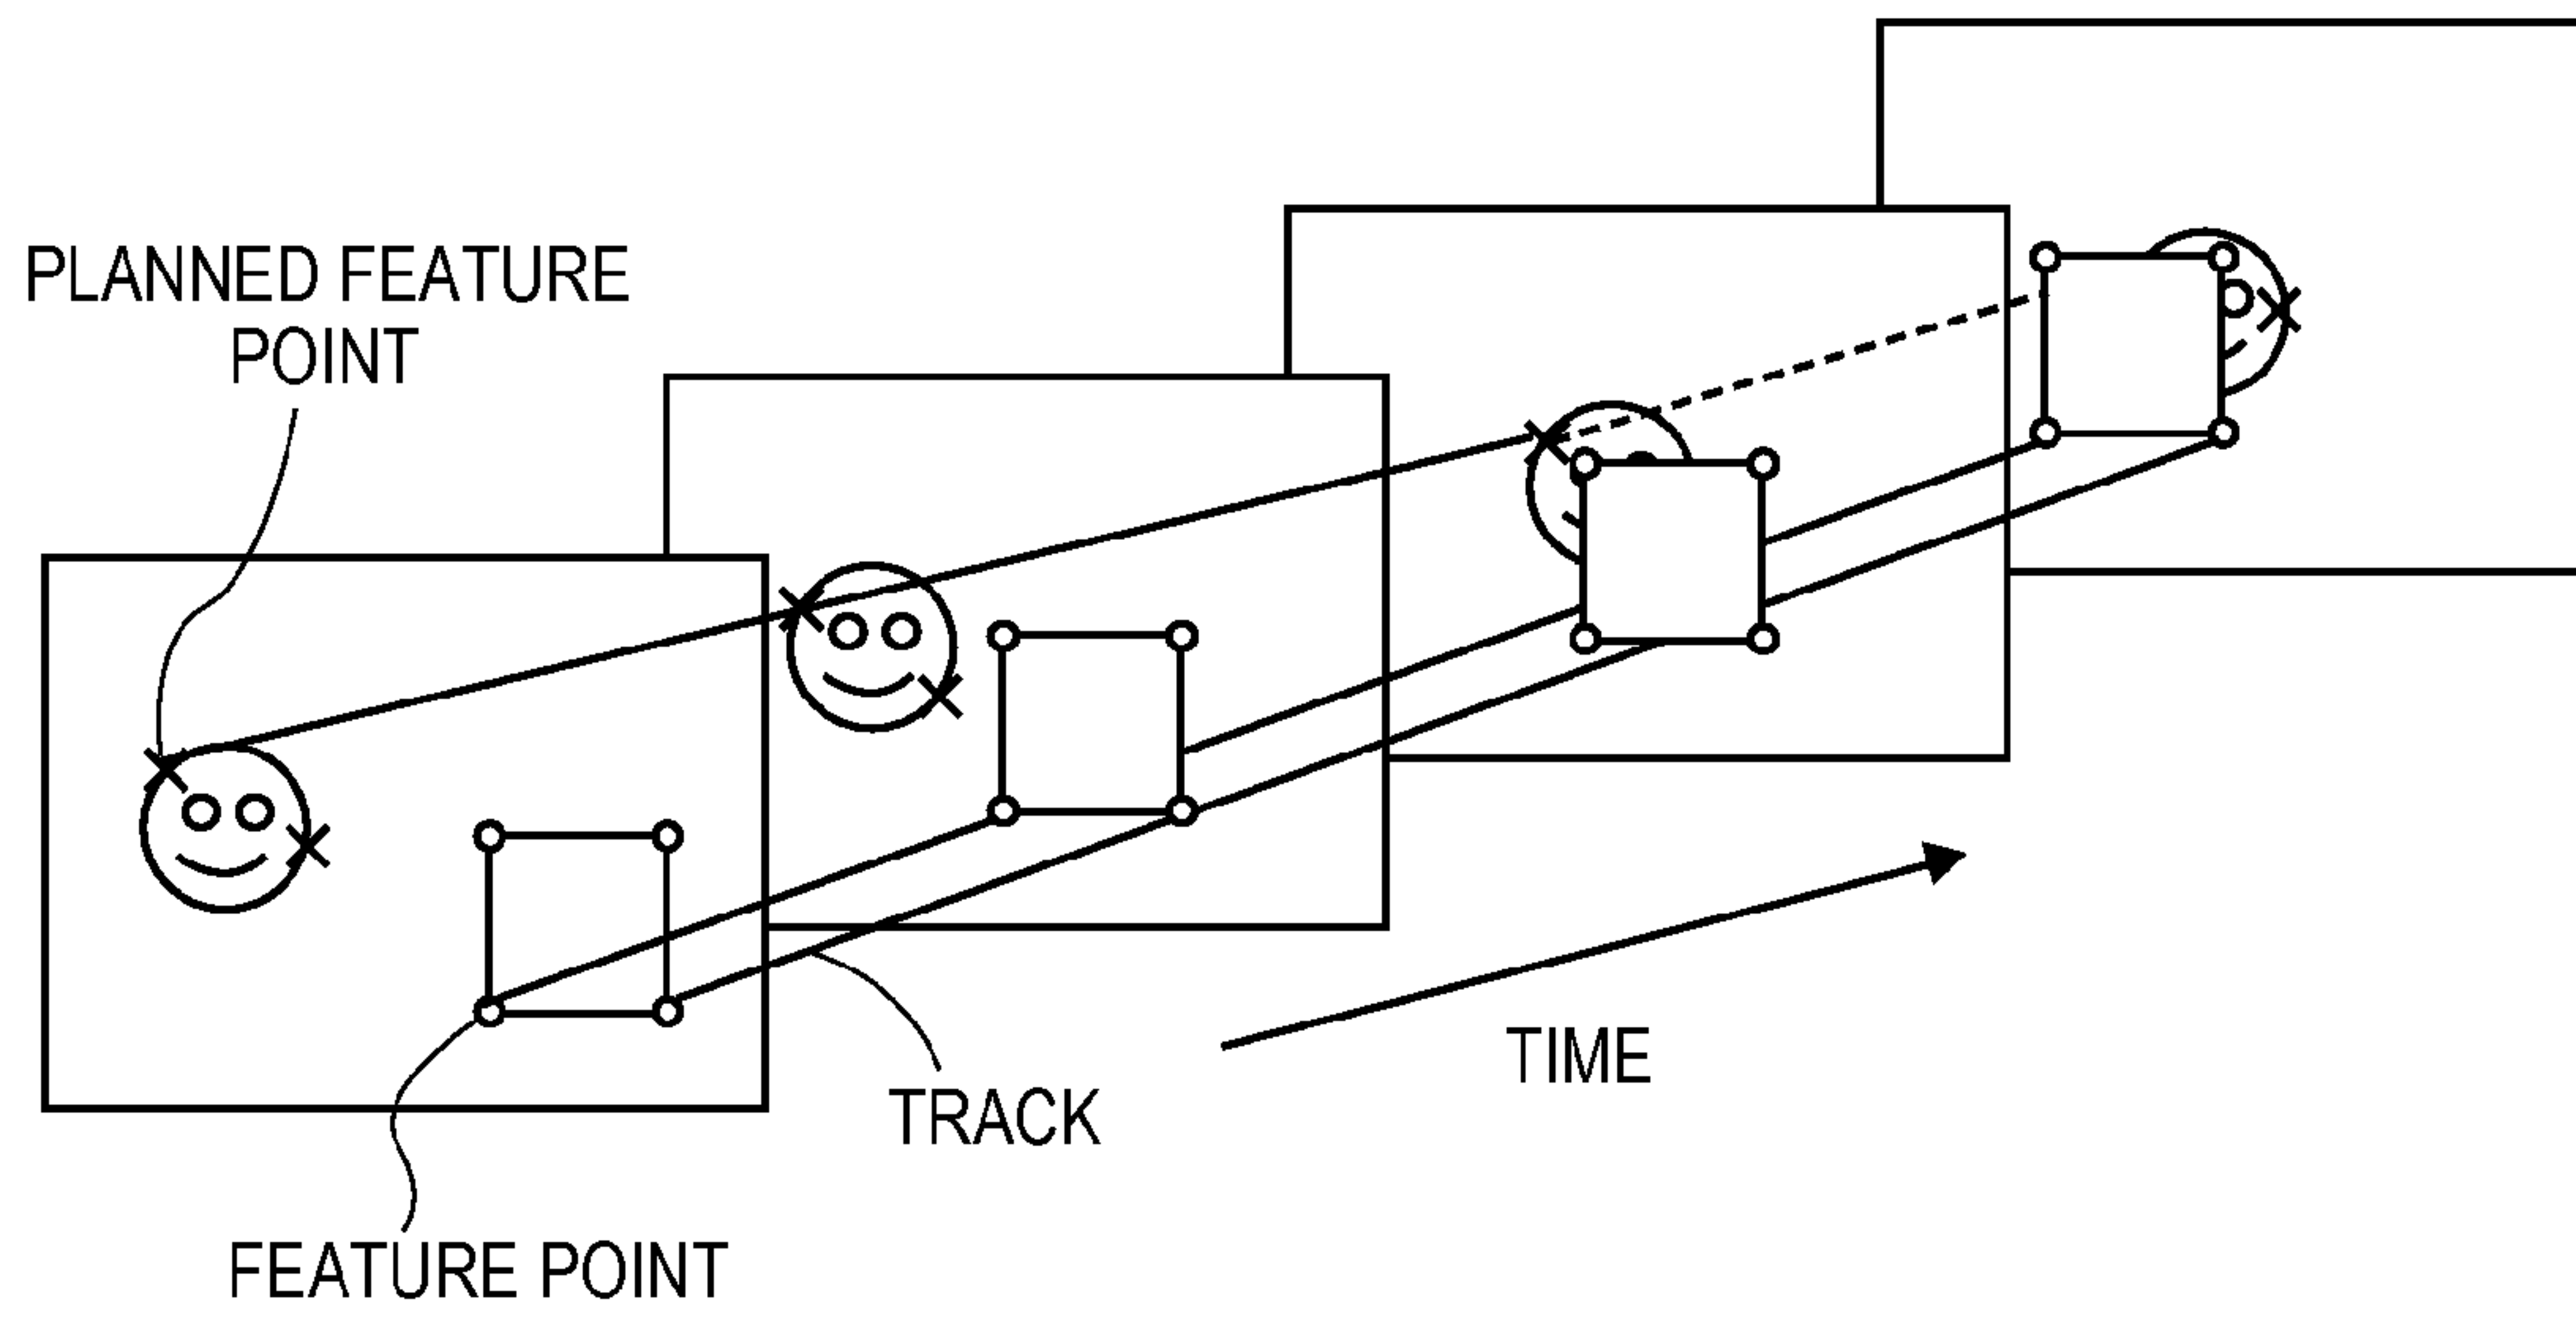 PLANNED FEATURE
POINT
TIME
TRACK
FEATURE POINT